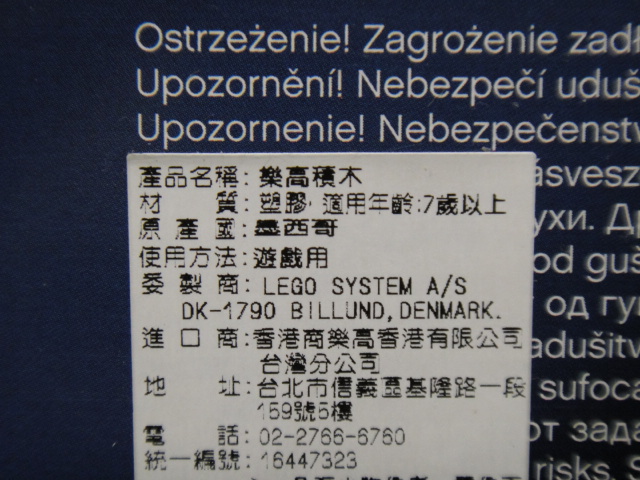 Ostrzeżenie! Zagrożenie
Upozornění! Nebezpečí
Upozornenie!
產品名稱: 樂高積木
材 質: 塑膠 適用年齡:7歲以上
原 產 國: 墨西哥
使用方法: 遊戲用
委 製 商: LEGO SYSTEM A/S
DK-1790 BILLUND, DENMARK.
進 口 商: 香港商樂高香港有限公司
台灣分公司
地 址: 台北市信義區基隆路一段
159號5樓
電 話: 02-2766-6760
統一編號: 16447323
risks.